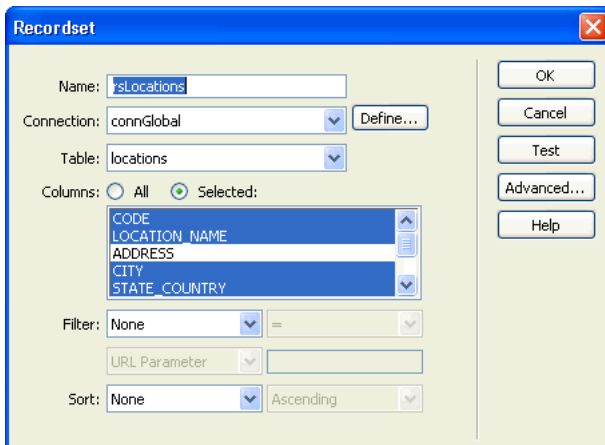 Recordset
Name: rsLocations
Connection: connGlobal Define...
Table: locations
Columns: All Selected:
CODE
LOCATION_NAME
ADDRESS
CITY
STATE_COUNTRY
Filter: None =
URL Parameter
Sort: None Ascending
OK
Cancel
Test
Advanced...
Help